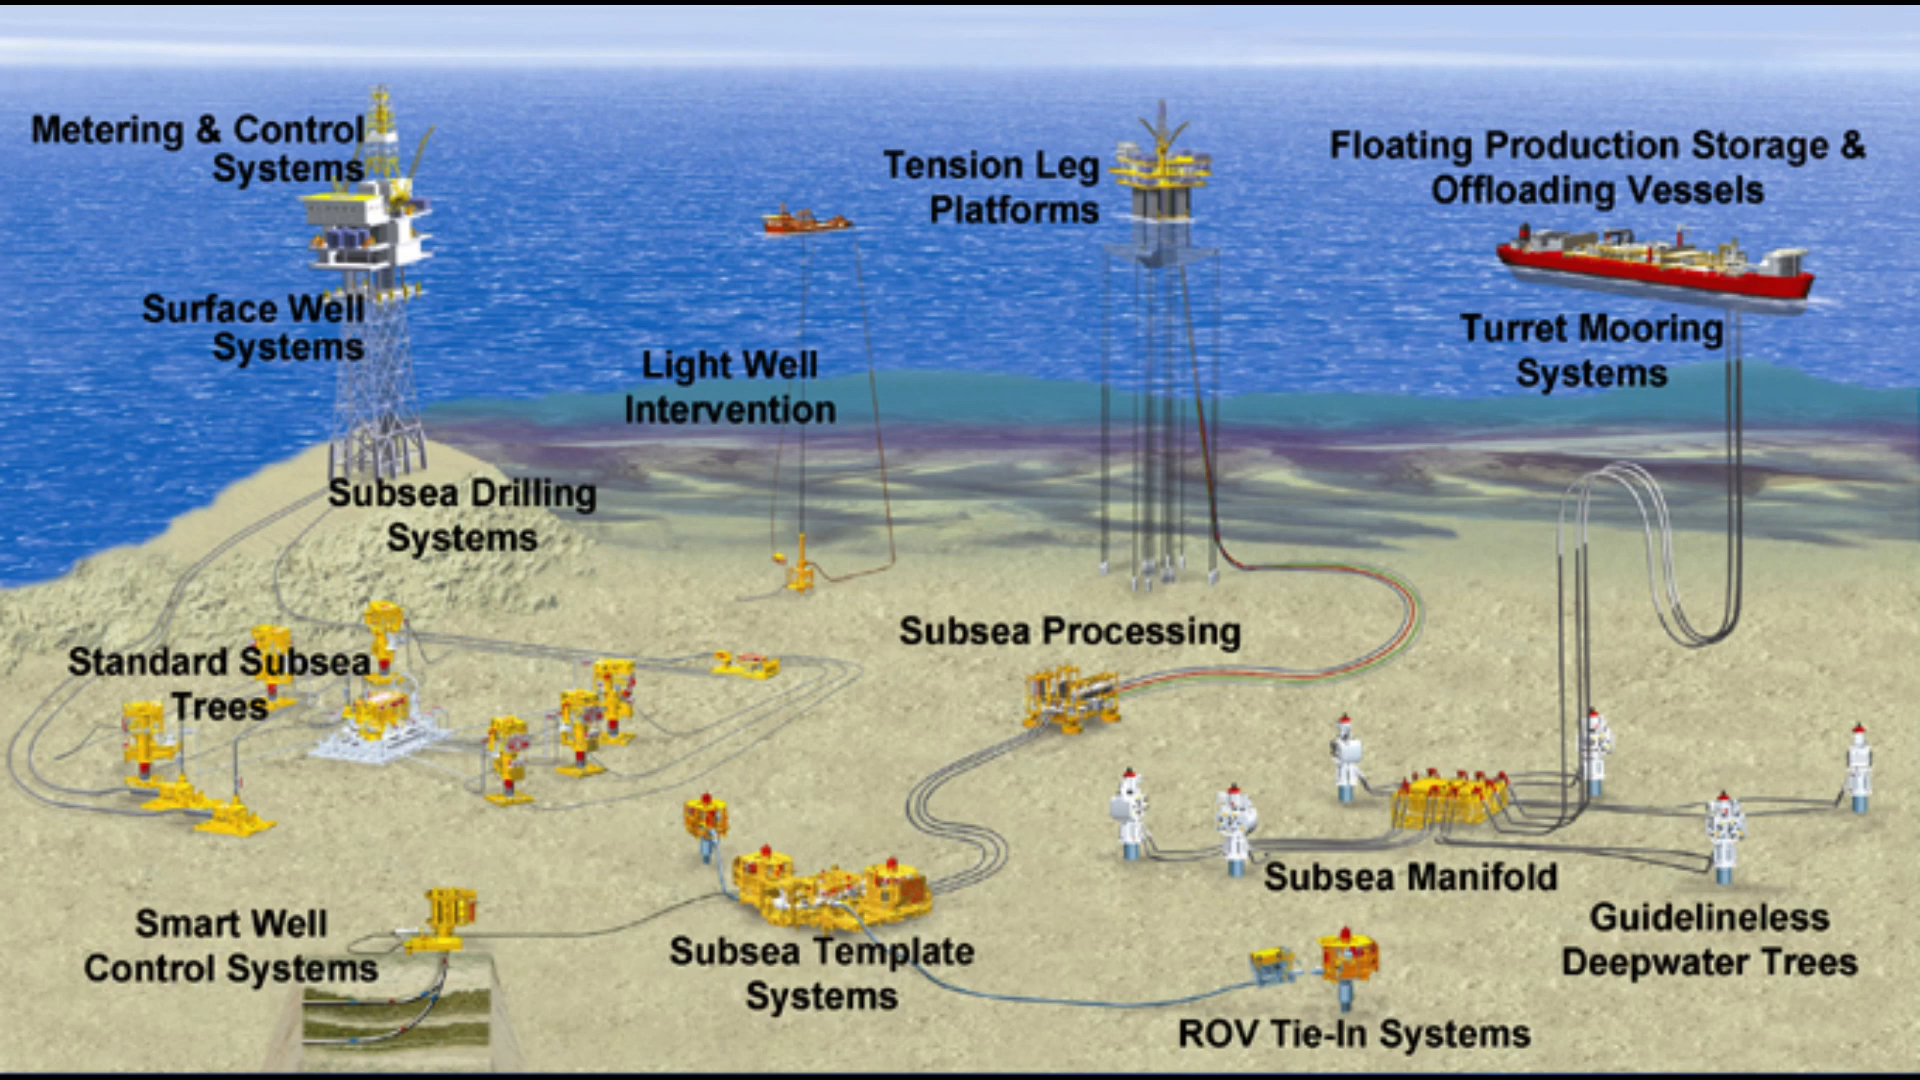 Metering & Control
Systems
Tension Leg
Platforms
Floating Production Storage &
Offloading Vessels
Surface Well
Systems
Light Well
Intervention
Turret Mooring
Systems
Subsea Drilling
Systems
Standard Subsea
Trees
Subsea Processing
Subsea Manifold
Guidelineless
Deepwater Trees
Smart Well
Control Systems
Subsea Template
Systems
ROV Tie-In Systems